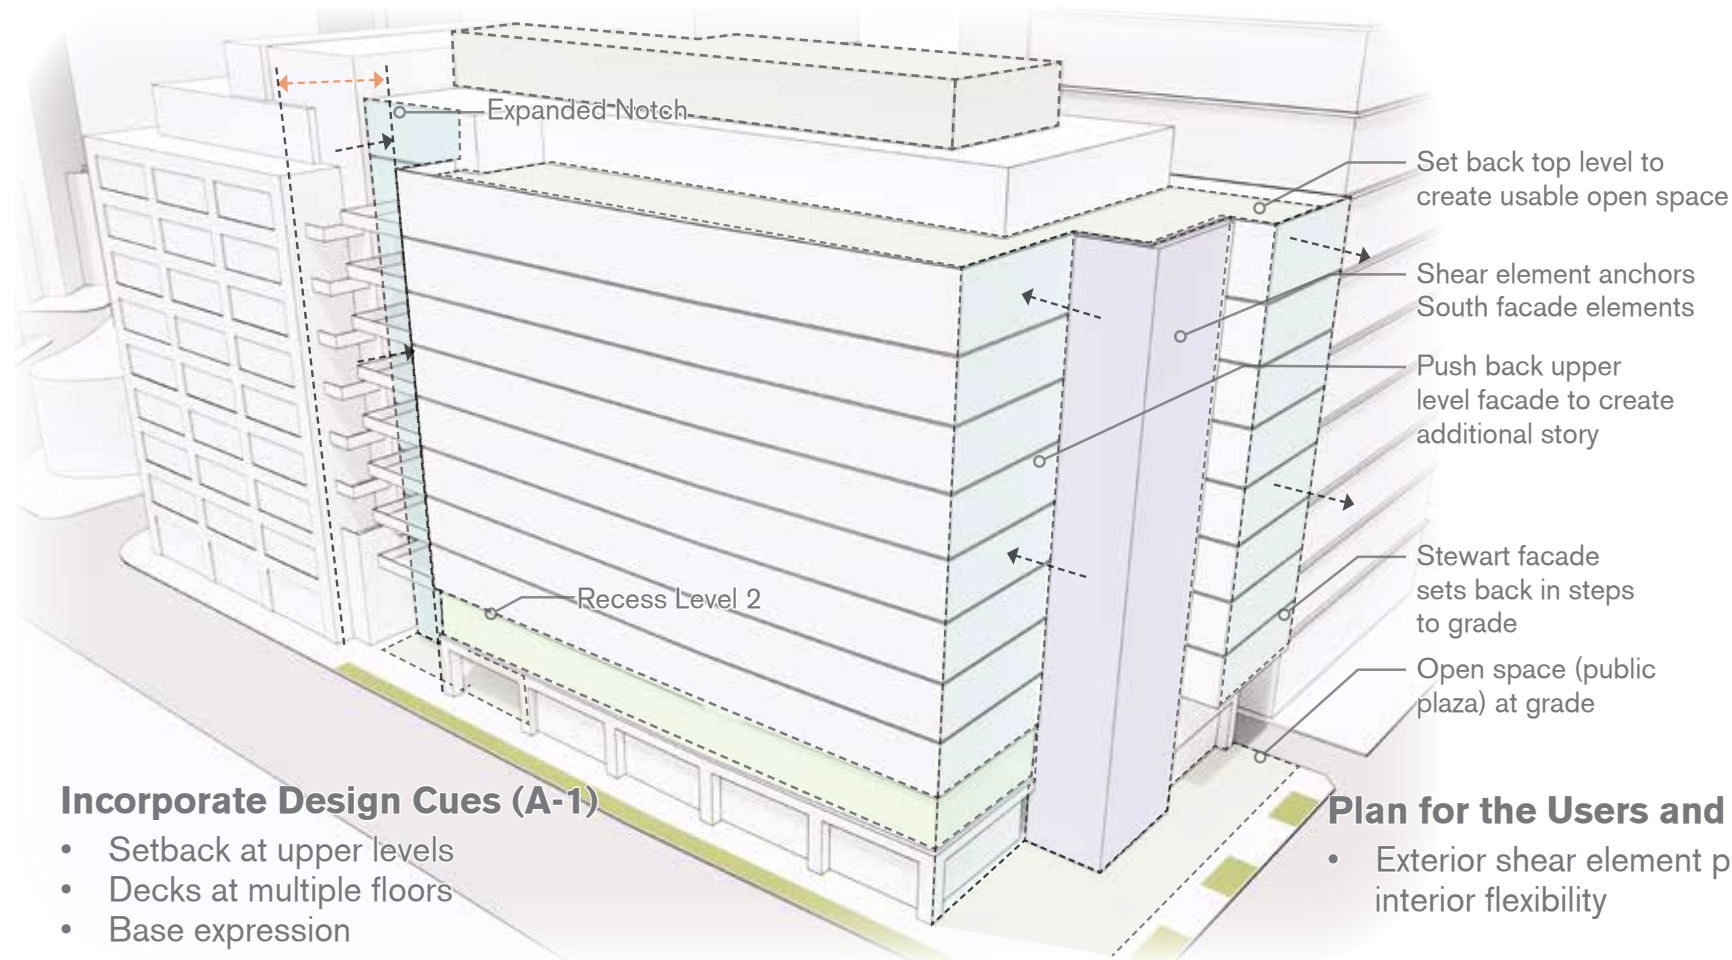 Expanded Notch
Set back top level to
create usable open space
Shear element anchors
South facade elements
Push back upper
level facade to create
additional story
Stewart facade
sets back in steps
to grade
Open space (public
plaza) at grade
Recess Level 2
Incorporate Design Cues (A-1)
• Setback at upper levels
• Decks at multiple floors
• Base expression
Plan for the Users and
• Exterior shear element p
interior flexibility